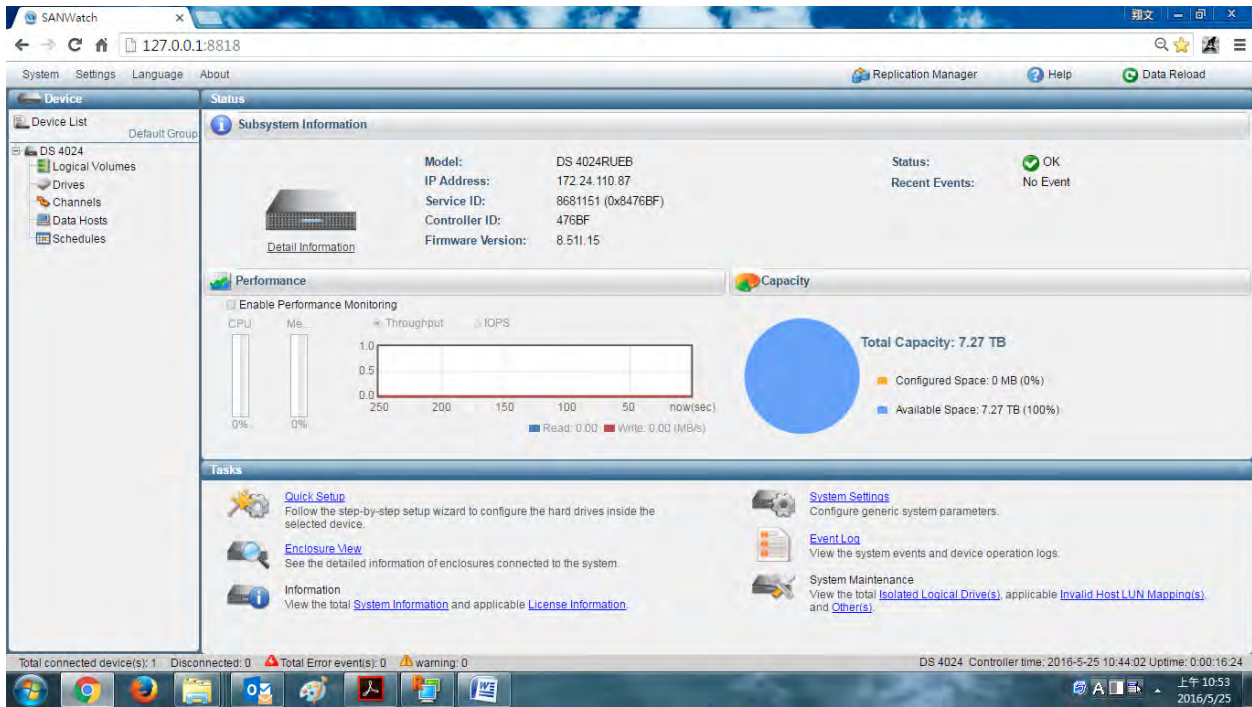 SANWatch
翔文
127.0.0.1:8818
System Settings Language About
Replication Manager Help Data Reload
Device
Device List
Default Group
DS 4024
Logical Volumes
Drives
Channels
Data Hosts
Schedules
Status
Subsystem Information
Detail Information
Model: DS 4024RUEB
IP Address: 172.24.110.87
Service ID: 8681151 (0x8476BF)
Controller ID: 476BF
Firmware Version: 8.51I.15
Status: OK
Recent Events: No Event
Performance
Enable Performance Monitoring
CPU Me...
Throughput IOPS
1.0
0.5
0.0
250 200 150 100 50 now(sec)
0% 0%
Read: 0.00 Write: 0.00 (MB/s)
Capacity
Total Capacity: 7.27 TB
Configured Space: 0 MB (0%)
Available Space: 7.27 TB (100%)
Tasks
Quick Setup
Follow the step-by-step setup wizard to configure the hard drives inside the
selected device.
Enclosure View
See the detailed information of enclosures connected to the system.
Information
View the total System Information and applicable License Information.
System Settings
Configure generic system parameters.
Event Log
View the system events and device operation logs.
System Maintenance
View the total Isolated Logical Drive(s), applicable Invalid Host LUN Mapping(s),
and Other(s).
Total connected device(s): 1 Disconnected: 0 Total Error event(s): 0 warning: 0
DS 4024 Controller time: 2016-5-25 10:44:02 Uptime: 0:00:16:24
A
上午 10:53
2016/5/25